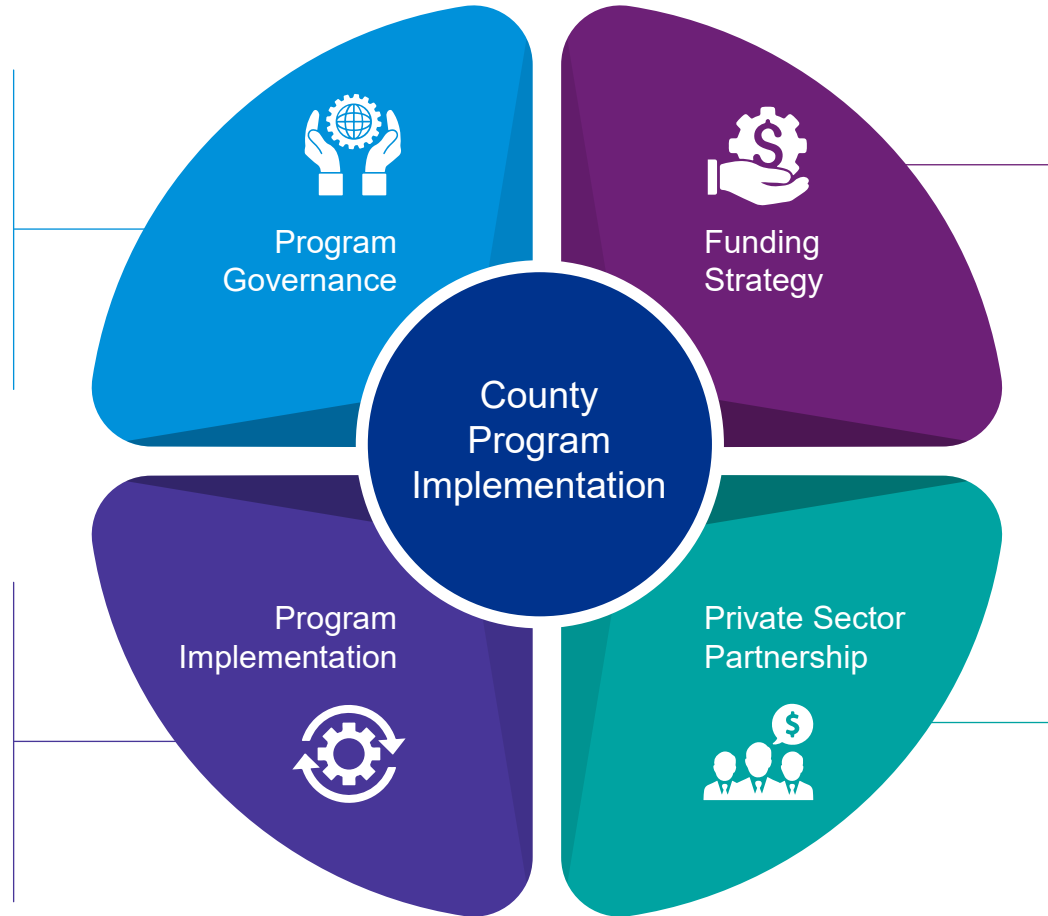 Program
Governance
Funding
Strategy
County
Program
Implementation
Program
Implementation
Private Sector
Partnership
$
$